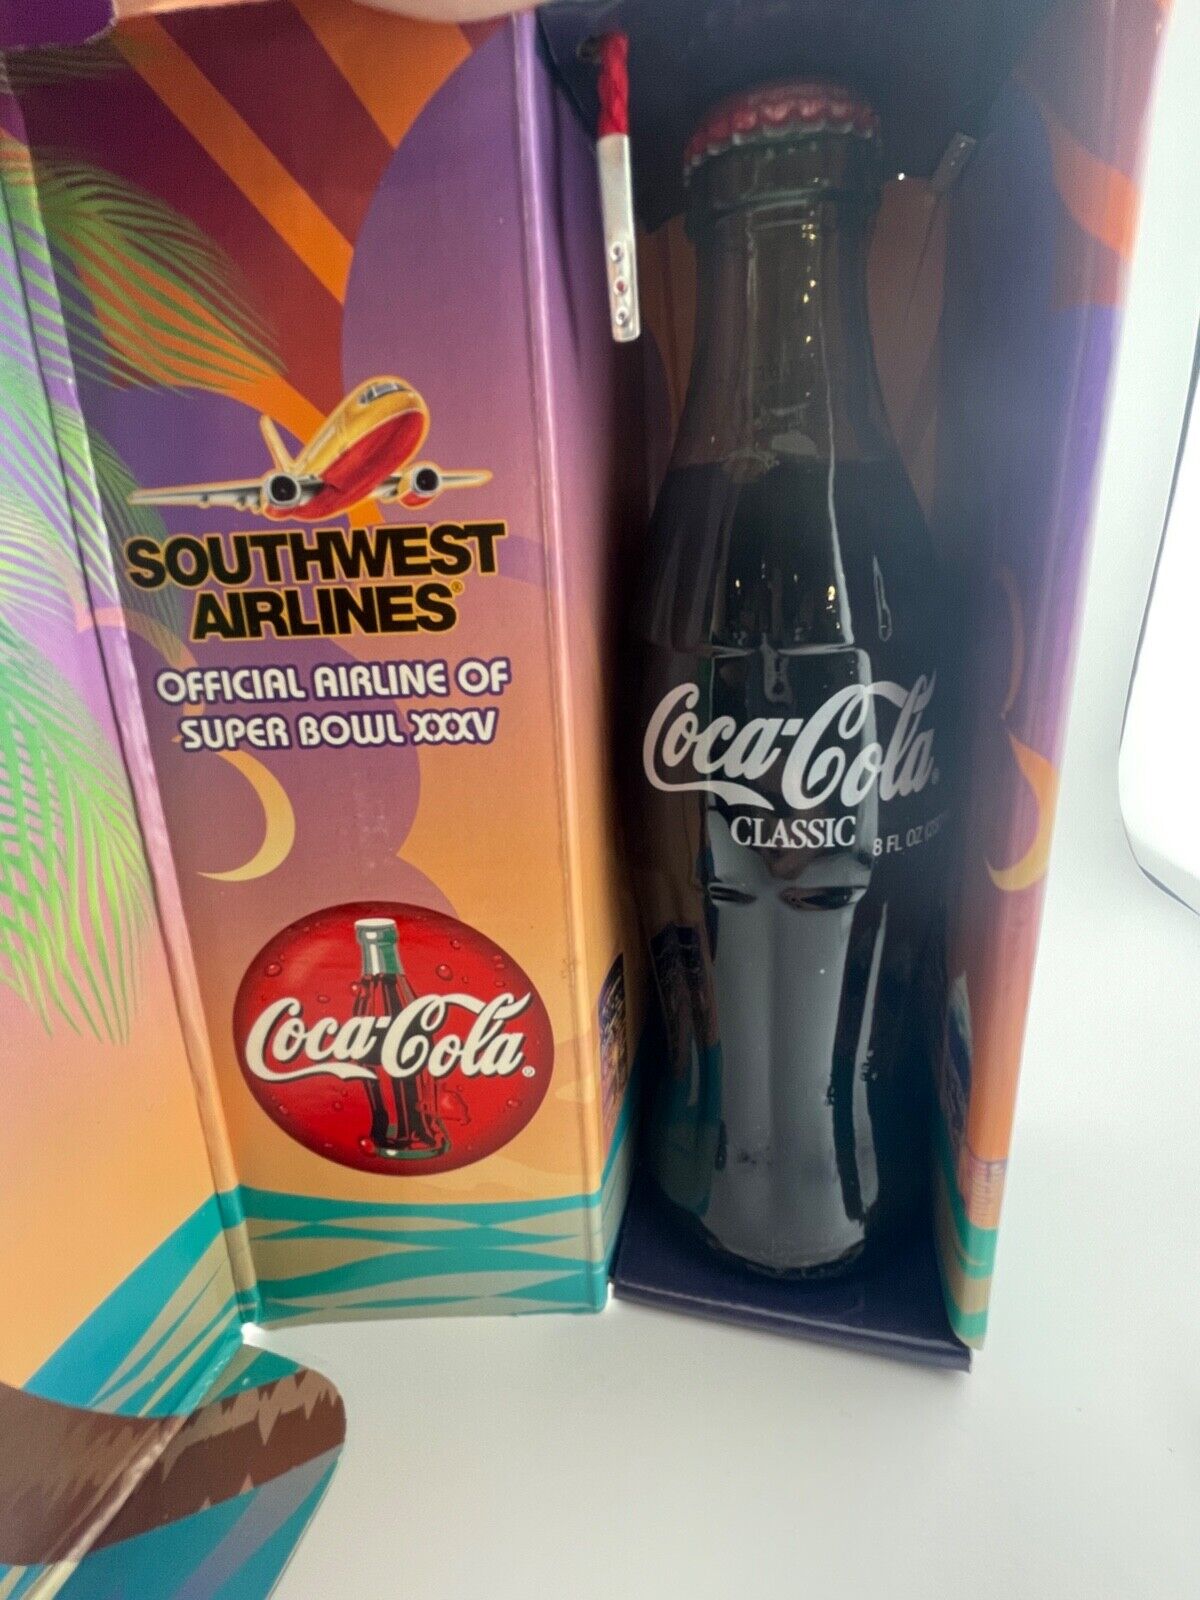 SOUTHWEST
AIRLINES®
OFFICIAL AIRLINE OF
SUPER BOWL XXXV
Coca-Cola®
Coca-Cola®
CLASSIC
8 FL OZ